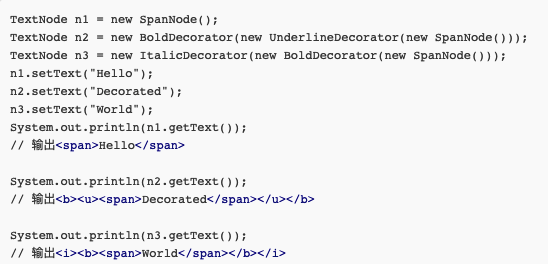 TextNode n1 = new SpanNode();
TextNode n2 = new BoldDecorator(new UnderlineDecorator(new SpanNode()));
TextNode n3 = new ItalicDecorator(new BoldDecorator(new SpanNode()));
n1.setText("Hello");
n2.setText("Decorated");
n3.setText("World");
System.out.println(n1.getText());
// 输出<span>Hello</span>
System.out.println(n2.getText());
// 输出<b><u><span>Decorated</span></u></b>
System.out.println(n3.getText());
// 输出<i><b><span>World</span></b></i>